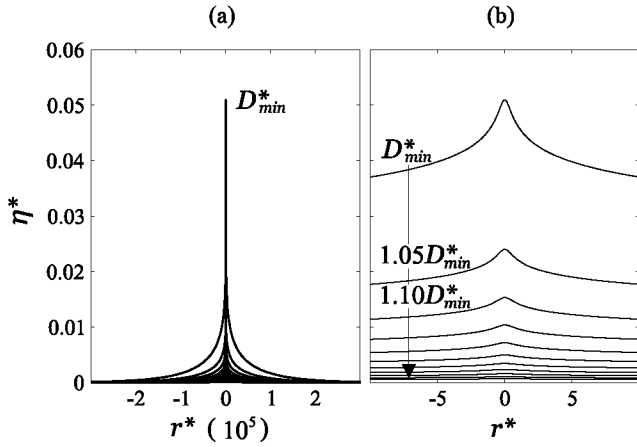 (a)
(b)
0.06
0.05
0.04
0.03
0.02
0.01
0
η*
D*min
-2 -1 0 1 2
r* (10⁵)
D*min
1.05D*min
1.10D*min
-5 0 5
r*